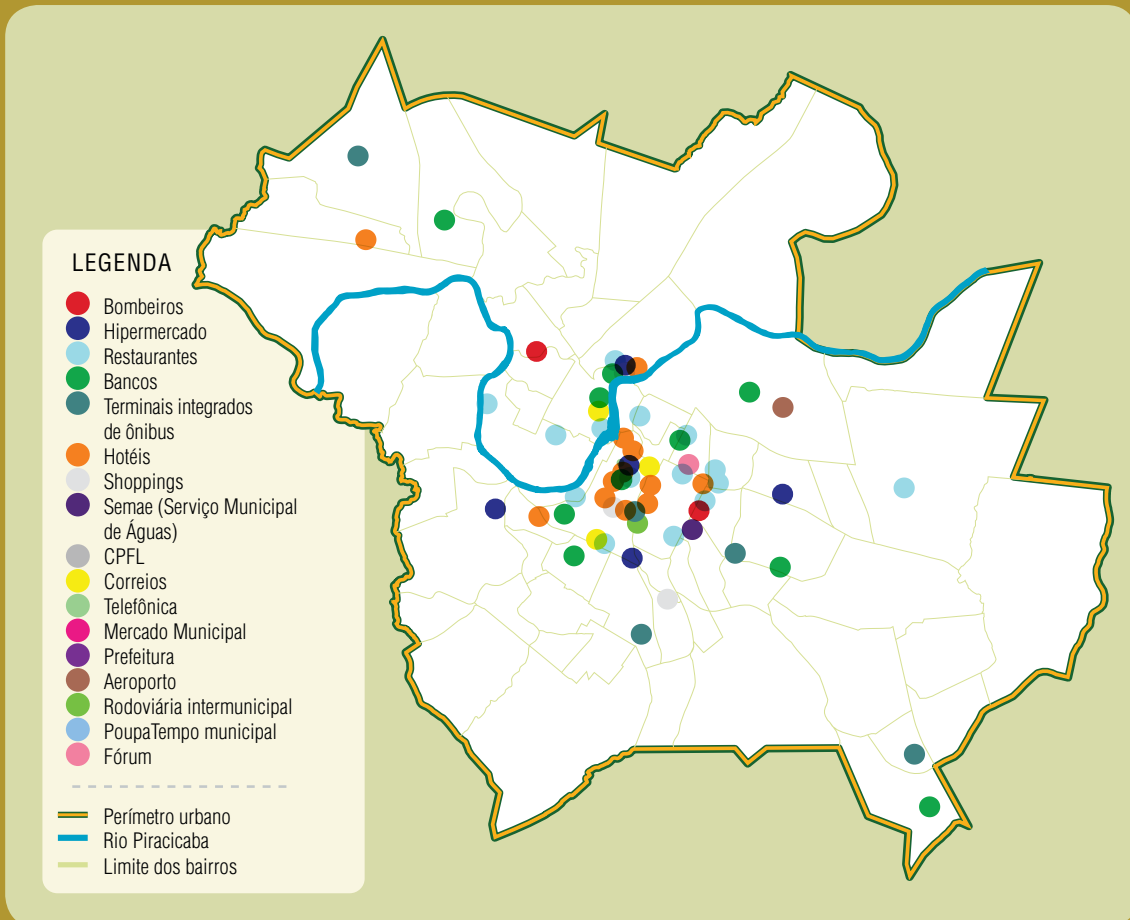 LEGENDA
Bombeiros
Hipermercado
Restaurantes
Bancos
Terminais integrados
de ônibus
Hotéis
Shoppings
Semae (Serviço Municipal
de Águas)
CPFL
Correios
Telefônica
Mercado Municipal
Prefeitura
Aeroporto
Rodoviária intermunicipal
PoupaTempo municipal
Fórum
Perímetro urbano
Rio Piracicaba
Limite dos bairros